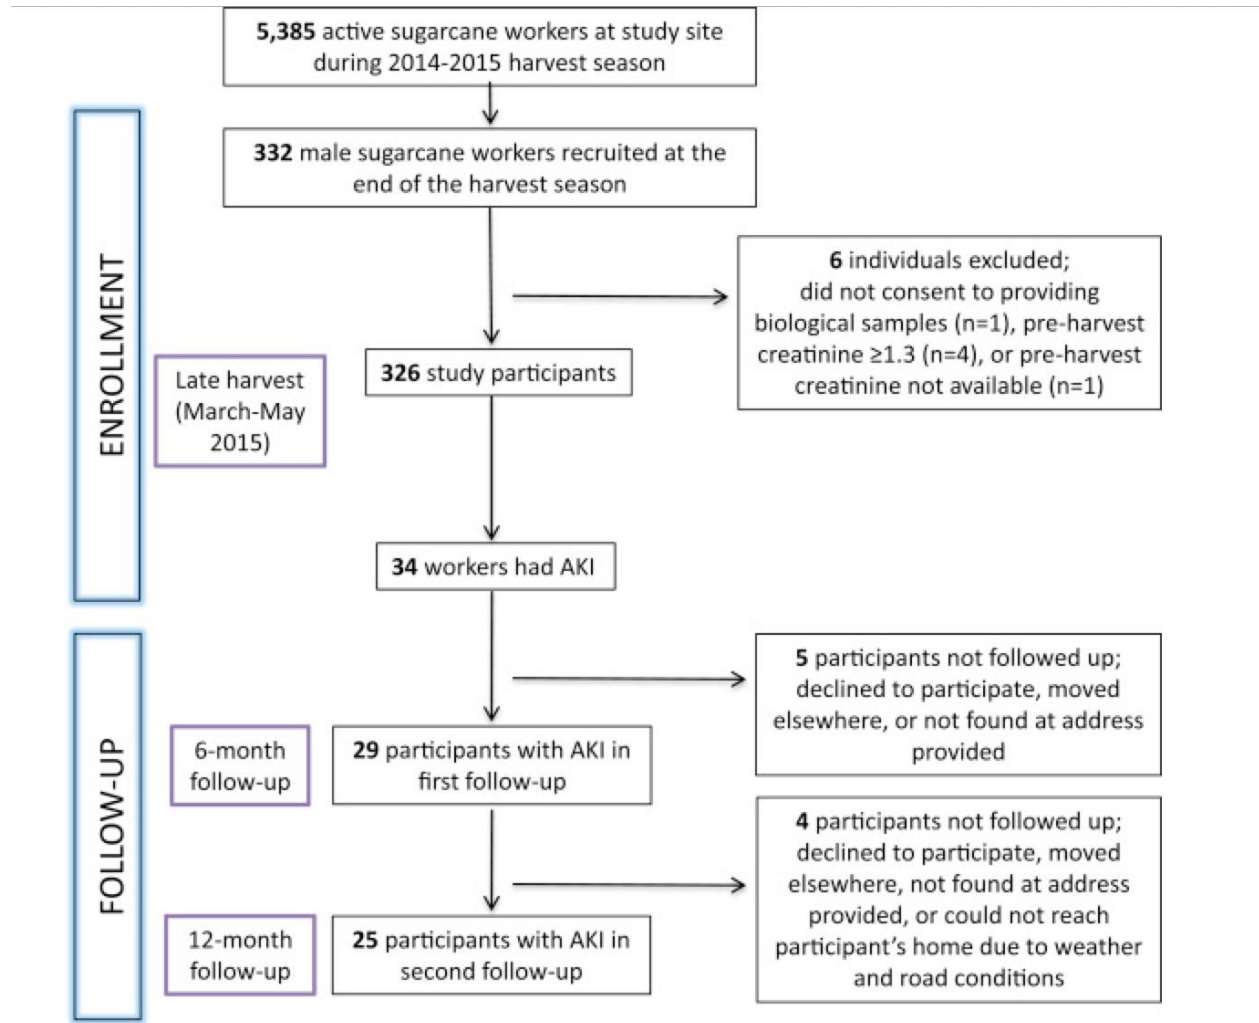 5,385 active sugarcane workers at study site
during 2014-2015 harvest season
332 male sugarcane workers recruited at the
end of the harvest season
ENROLLMENT
6 individuals excluded;
did not consent to providing
biological samples (n=1), pre-harvest
creatinine ≥1.3 (n=4), or pre-harvest
creatinine not available (n=1)
Late harvest
(March-May
2015)
326 study participants
34 workers had AKI
FOLLOW-UP
5 participants not followed up;
declined to participate, moved
elsewhere, or not found at address
provided
6-month
follow-up
29 participants with AKI in
first follow-up
4 participants not followed up;
declined to participate, moved
elsewhere, not found at address
provided, or could not reach
participant's home due to weather
and road conditions
12-month
follow-up
25 participants with AKI in
second follow-up